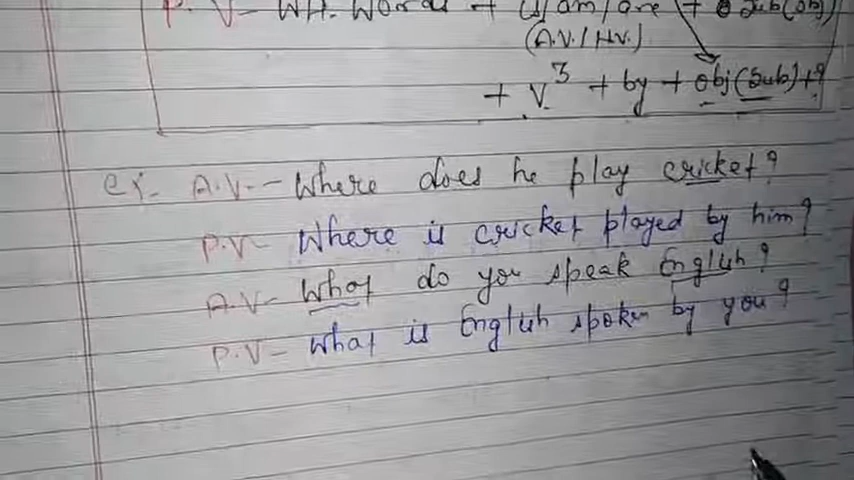 P.V- WH-Words + is/am/are + sub(obj)
(A.V./H.V.)
+ V3 + by + obj(sub)+?
ex- A.V.- Where does he play cricket?
P.V- Where is cricket played by him?
A.V- What do you speak English?
P.V- What is English spoken by you?